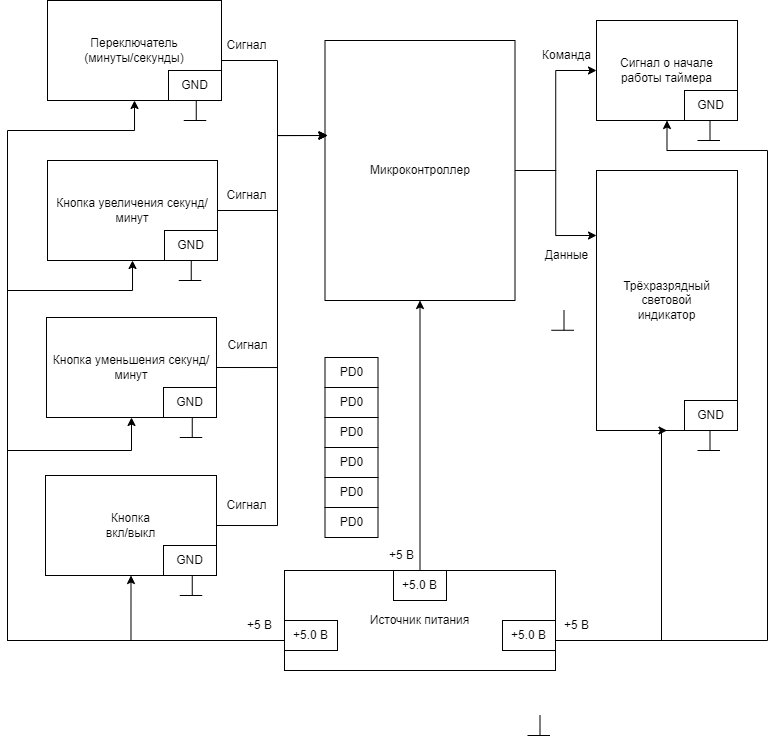 Переключатель
(минуты/секунды)
GND
Сигнал
Кнопка увеличения секунд/
минут
GND
Сигнал
Кнопка уменьшения секунд/
минут
GND
Сигнал
Кнопка
вкл/выкл
GND
Сигнал
Микроконтроллер
Команда
Сигнал о начале
работы таймера
GND
Данные
Трёхразрядный
световой
индикатор
GND
PD0
PD0
PD0
PD0
PD0
PD0
+5 В
+5.0 В
Источник питания
+5 В
+5.0 В
+5.0 В
+5 В